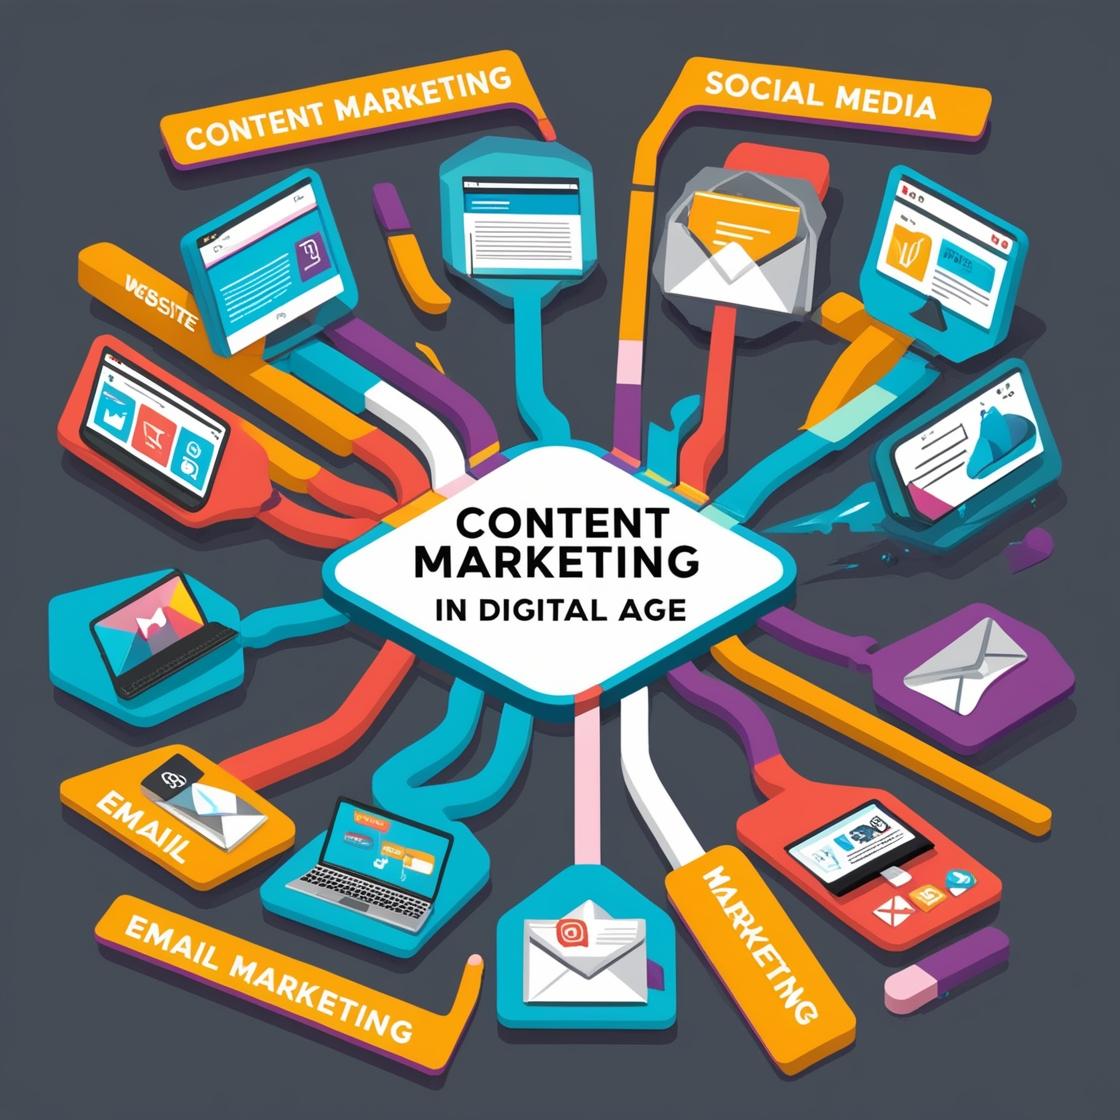 CONTENT MARKETING
SOCIAL MEDIA
WEBSITE
CONTENT
MARKETING
IN DIGITAL AGE
EMAIL
MARKETING
EMAIL MARKETING